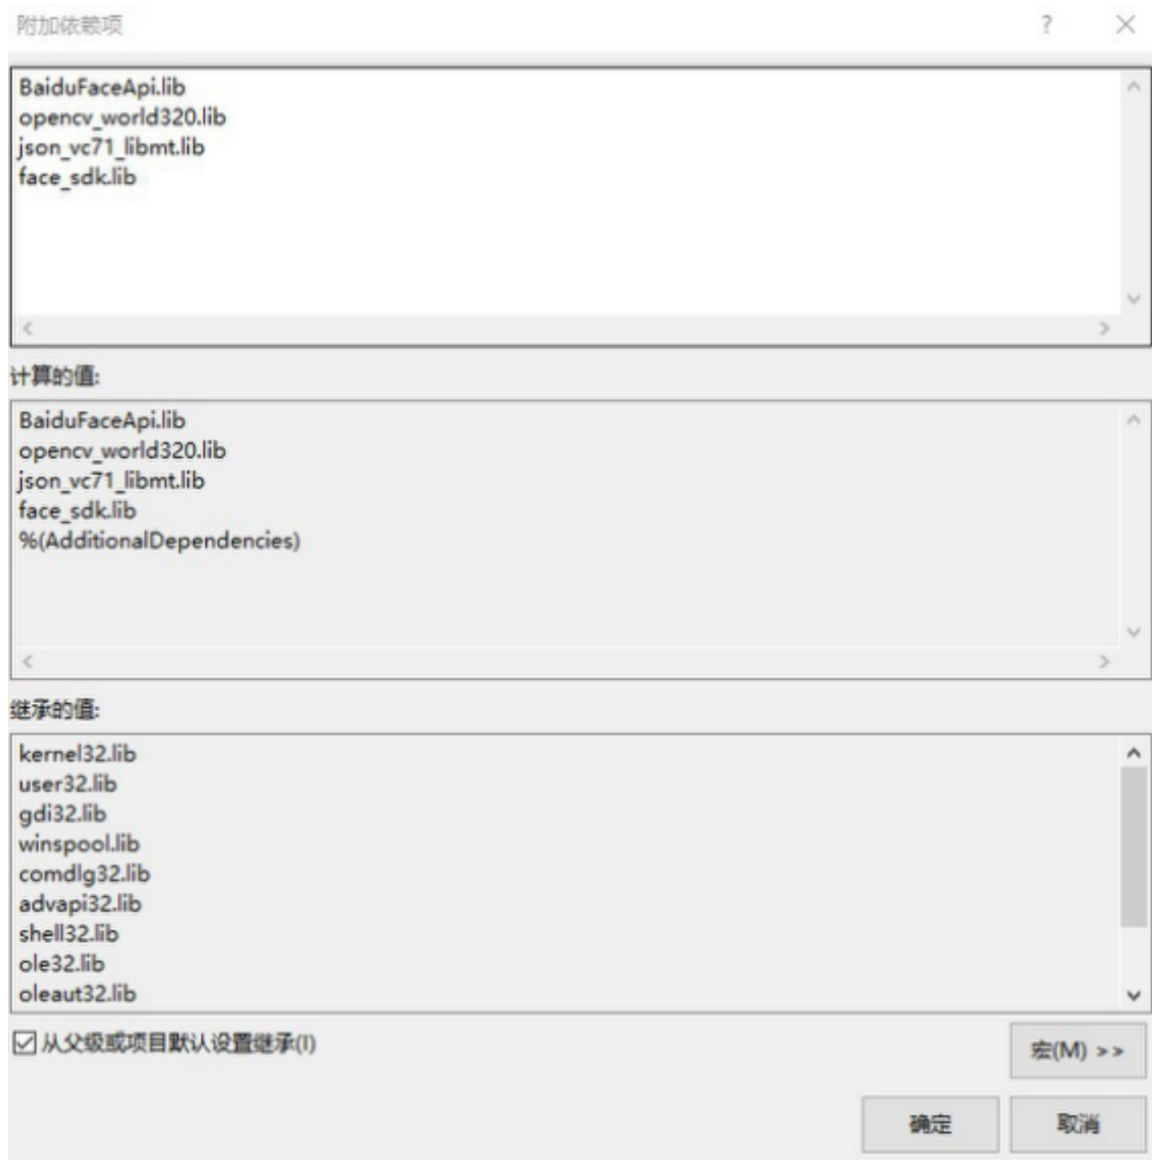 附加依赖项
BaiduFaceApi.lib
opencv_world320.lib
json_vc71_libmt.lib
face_sdk.lib
计算的值:
BaiduFaceApi.lib
opencv_world320.lib
json_vc71_libmt.lib
face_sdk.lib
%(AdditionalDependencies)
继承的值:
kernel32.lib
user32.lib
gdi32.lib
winspool.lib
comdlg32.lib
advapi32.lib
shell32.lib
ole32.lib
oleaut32.lib
从父级或项目默认设置继承(I)
宏(M) >>
确定 取消